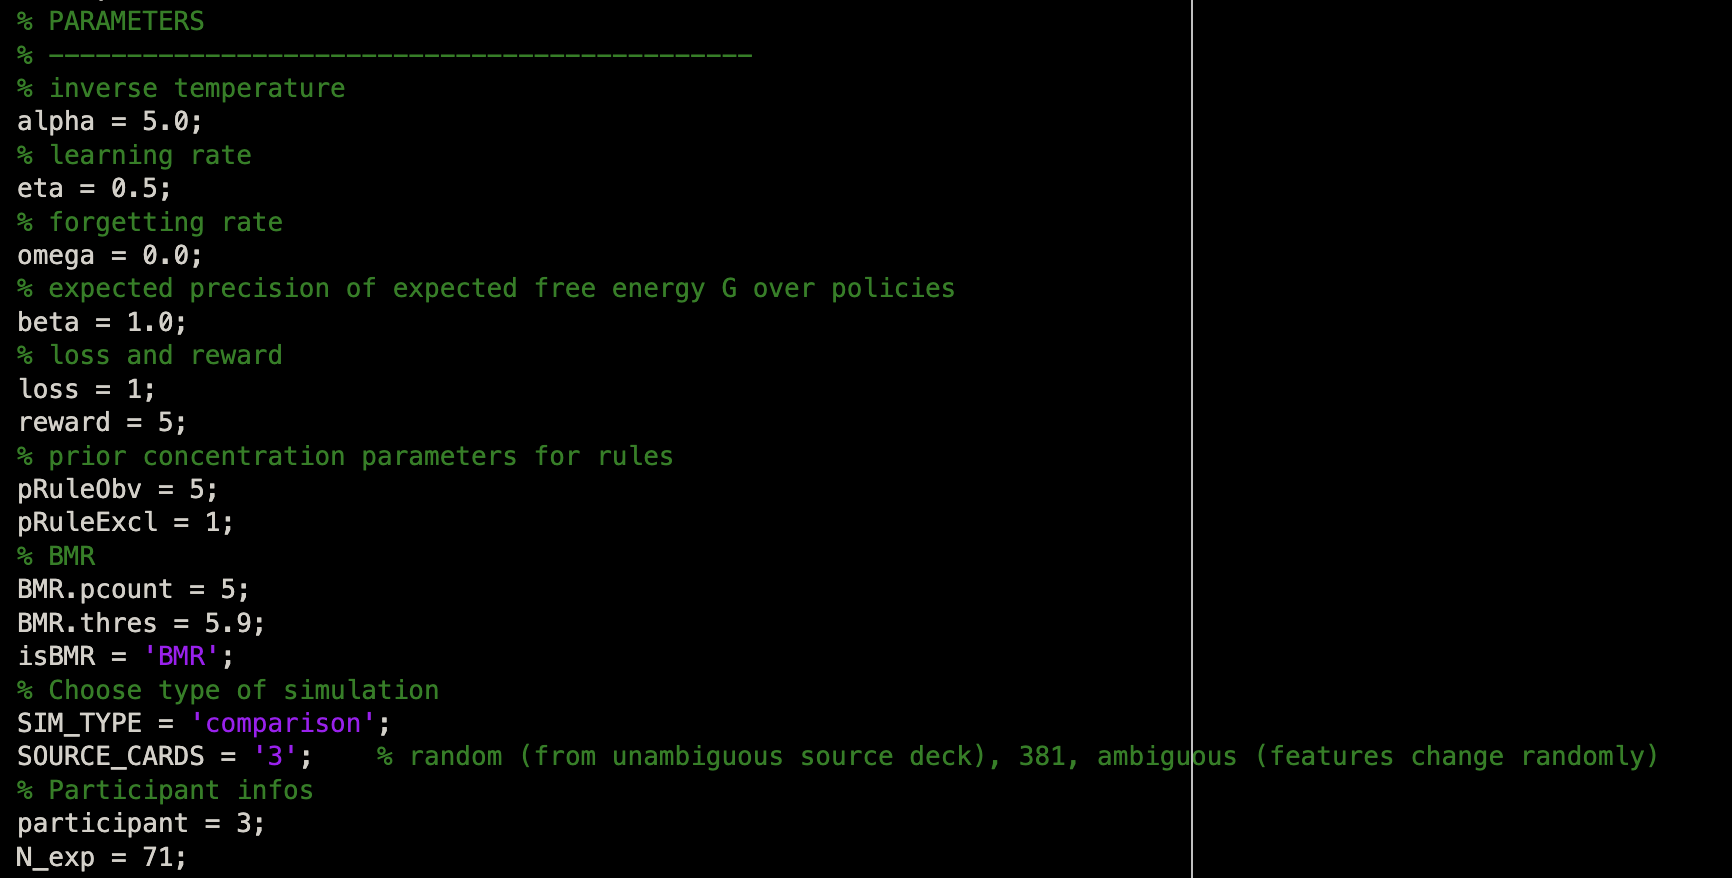 % PARAMETERS
% ---------------------------------------------
% inverse temperature
alpha = 5.0;
% learning rate
eta = 0.5;
% forgetting rate
omega = 0.0;
% expected precision of expected free energy G over policies
beta = 1.0;
% loss and reward
loss = 1;
reward = 5;
% prior concentration parameters for rules
pRuleObv = 5;
pRuleExcl = 1;
% BMR
BMR.pcount = 5;
BMR.thres = 5.9;
isBMR = 'BMR';
% Choose type of simulation
SIM_TYPE = 'comparison';
SOURCE_CARDS = '3';    % random (from unambiguous source deck), 381, ambiguous (features change randomly)
% Participant infos
participant = 3;
N_exp = 71;